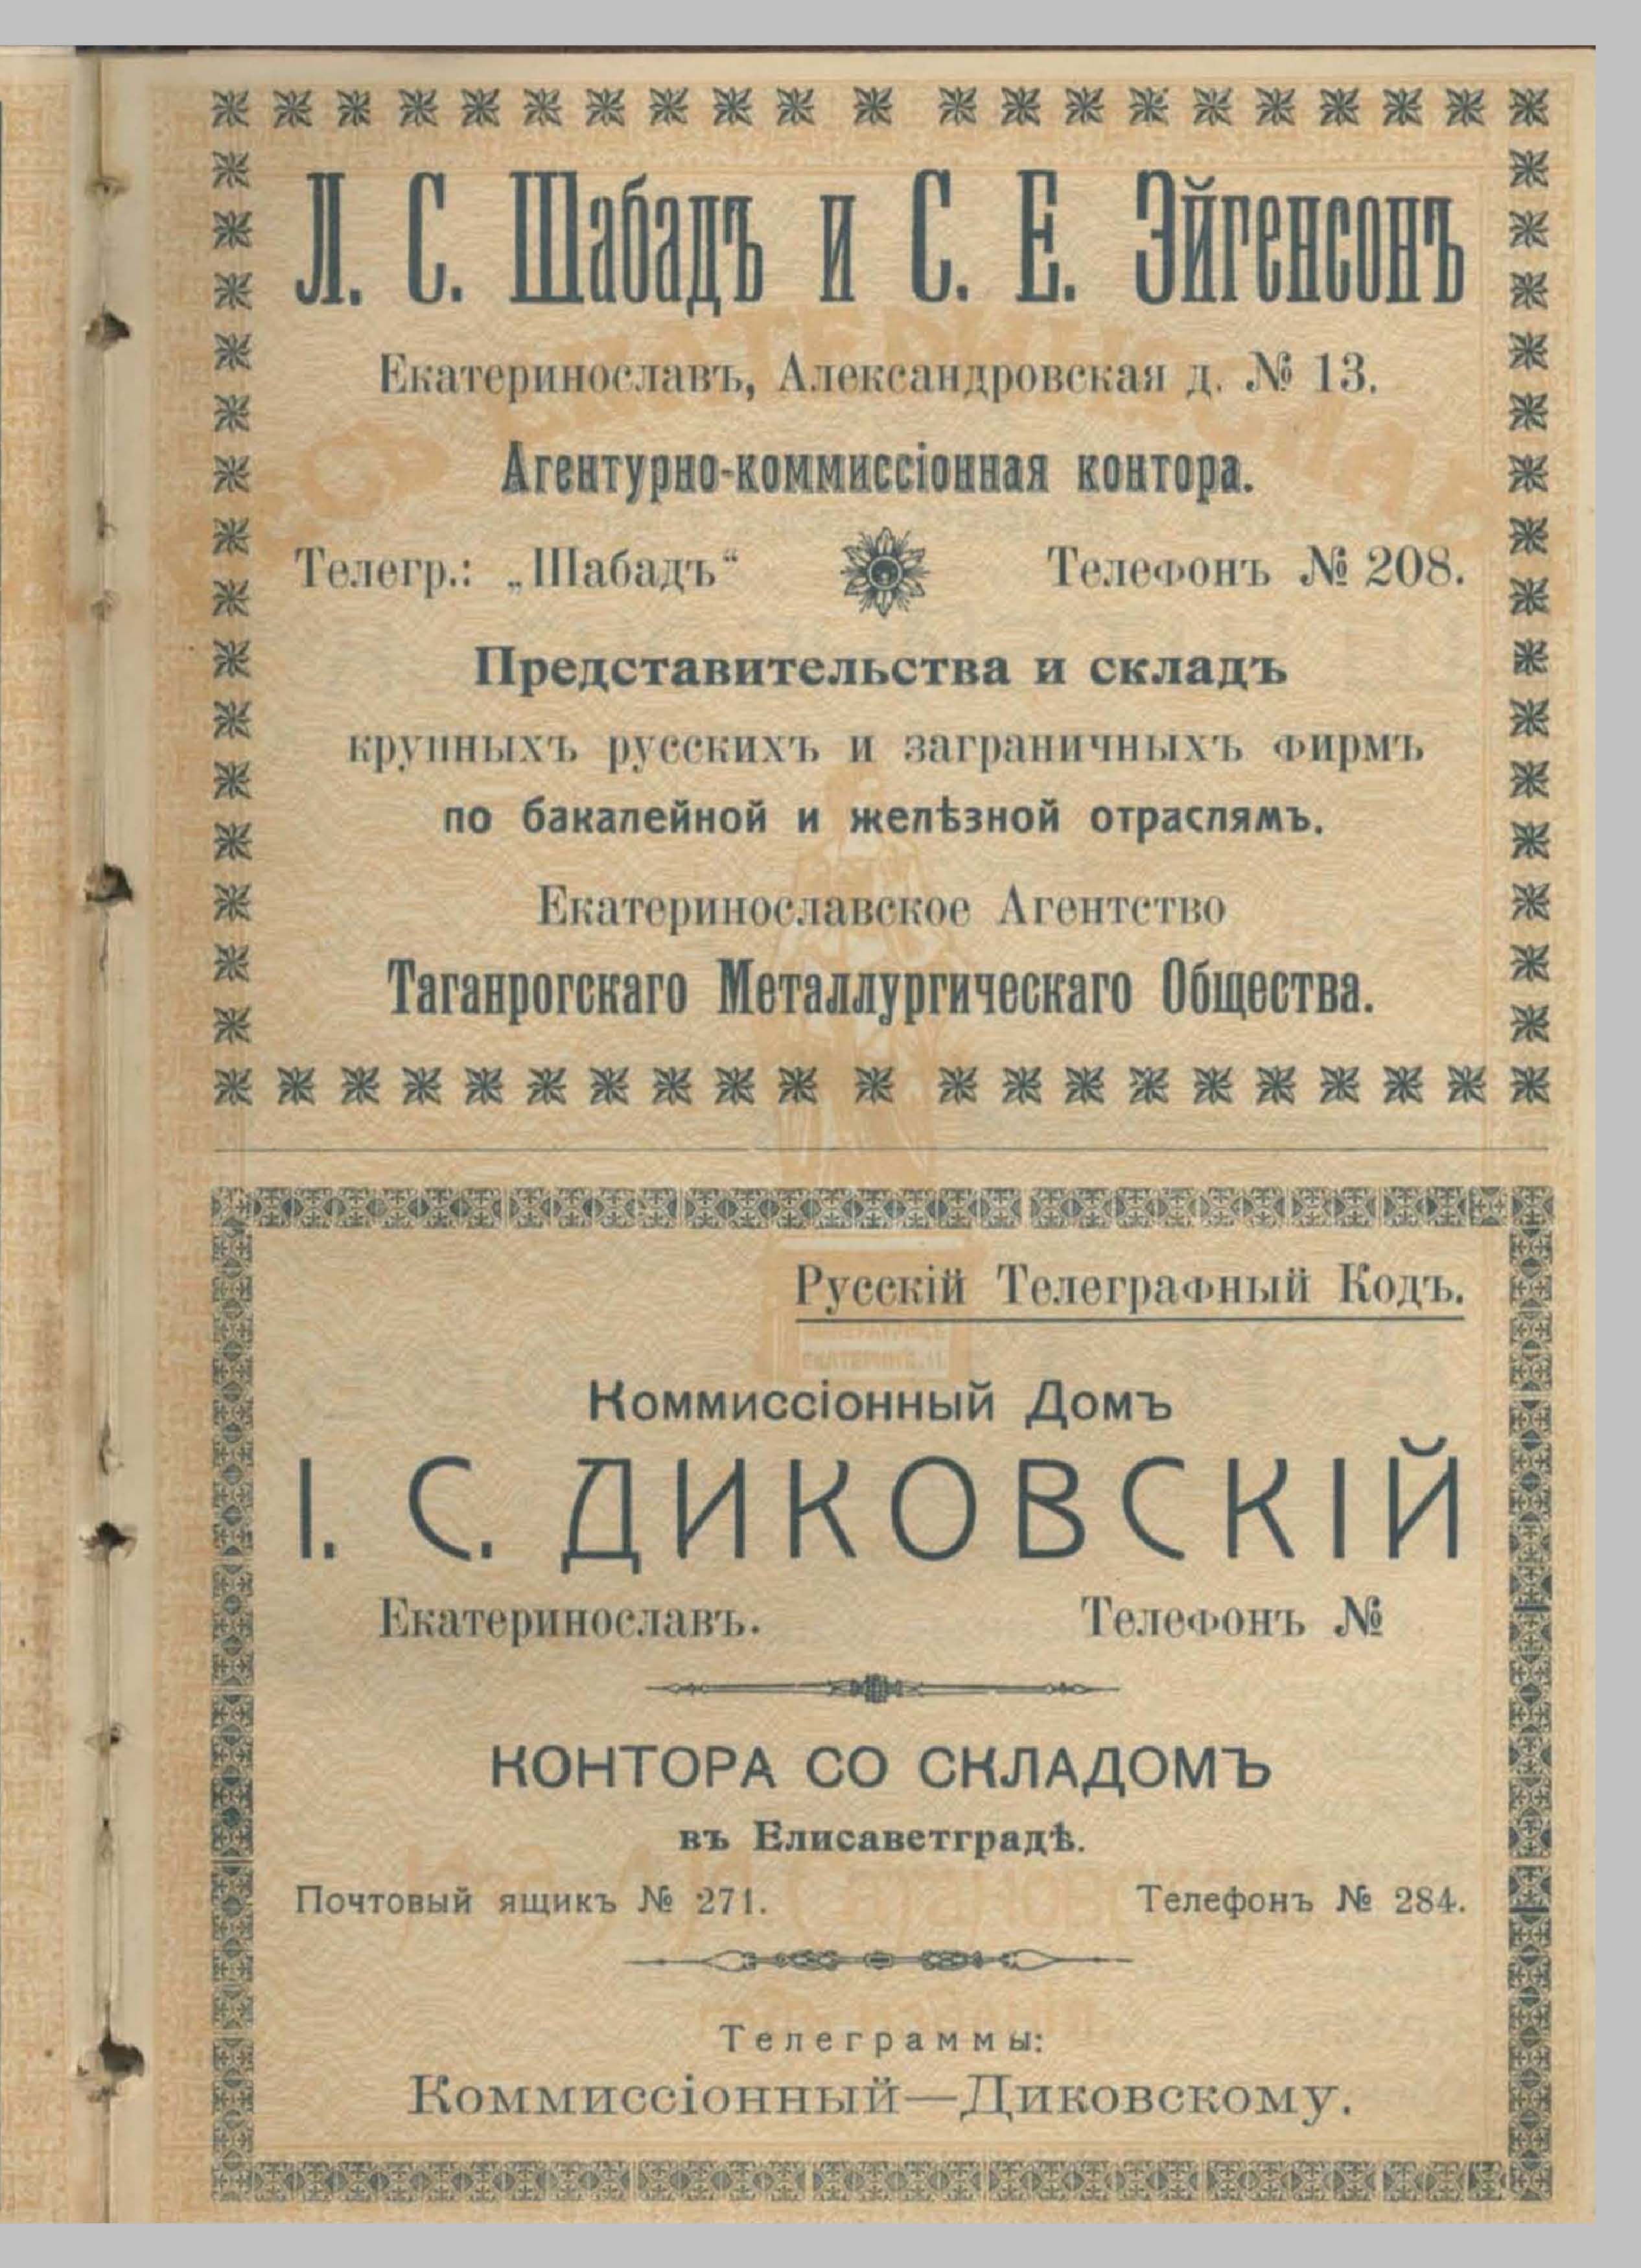 Л. С. Шабадъ и С. Е. Эйгенсонъ
Екатеринославъ, Александровская д. № 13.
Агентурно-коммиссіонная контора.
Телегр.: „Шабадъ“ Телефонъ № 208.
Представительства и складъ
крупныхъ русскихъ и заграничныхъ фирмъ
по бакалейной и желѣзной отраслямъ.
Екатеринославское Агентство
Таганрогскаго Металлургическаго Общества.
Русскій Телеграфный Кодъ.
Коммиссіонный Домъ
І. С. ДИКОВСКІЙ
Екатеринославъ. Телефонъ №
КОНТОРА СО СКЛАДОМЪ
въ Елисаветградѣ.
Почтовый ящикъ № 271. Телефонъ № 284.
Телеграммы:
Коммиссіонный—Диковскому.